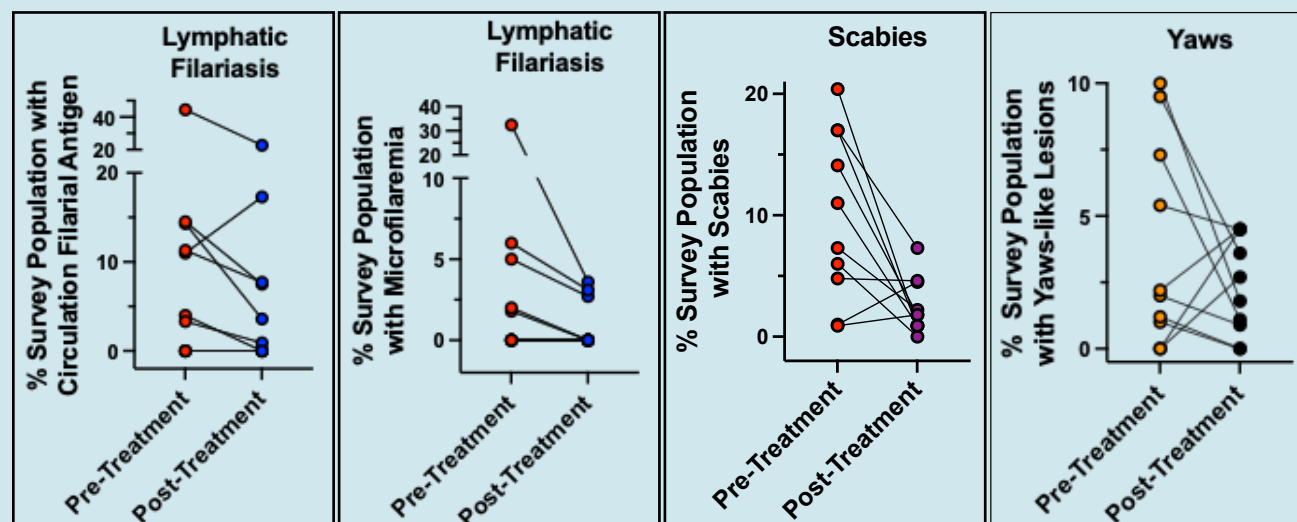 Lymphatic
Filariasis
% Survey Population with
Circulation Filarial Antigen
40
20
20
10
0
Pre-Treatment
Post-Treatment
Lymphatic
Filariasis
% Survey Population
with Microfilaremia
40
30
20
10
5
0
Pre-Treatment
Post-Treatment
Scabies
% Survey Population
with Scabies
20
10
0
Pre-Treatment
Post-Treatment
Yaws
% Survey Population
with Yaws-like Lesions
10
5
0
Pre-Treatment
Post-Treatment